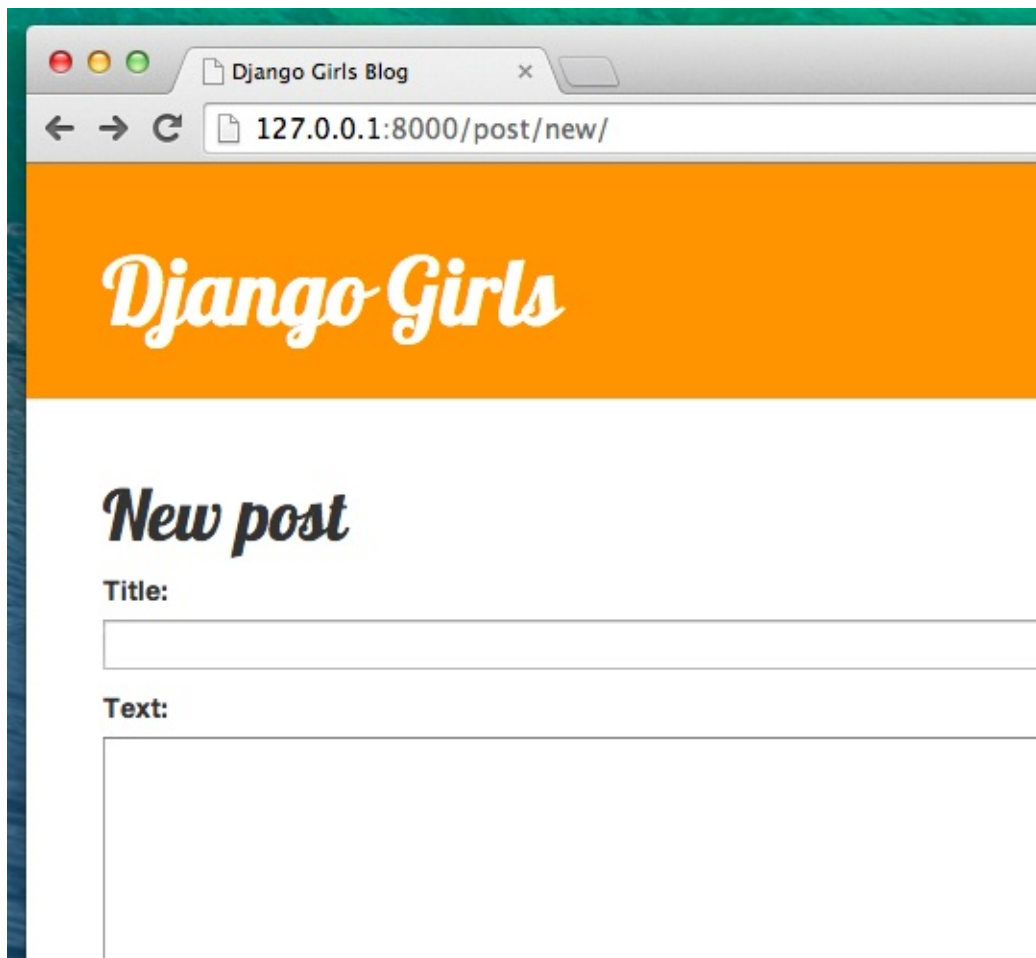 Django Girls Blog
127.0.0.1:8000/post/new/
Django Girls
New post
Title:
Text: